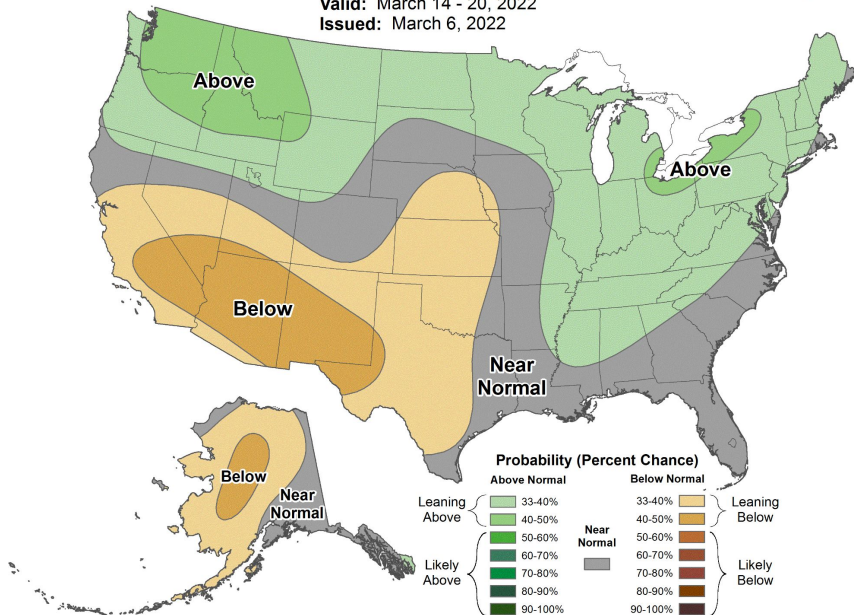 Valid: March 14 - 20, 2022
Issued: March 6, 2022
Above
Above
Below
Near
Normal
Below
Near
Normal
Probability (Percent Chance)
Above Normal
Below Normal
Leaning
Above
33-40%
40-50%
Likely
Above
50-60%
60-70%
70-80%
80-90%
90-100%
Near
Normal
33-40%
40-50%
Leaning
Below
50-60%
60-70%
70-80%
80-90%
90-100%
Likely
Below